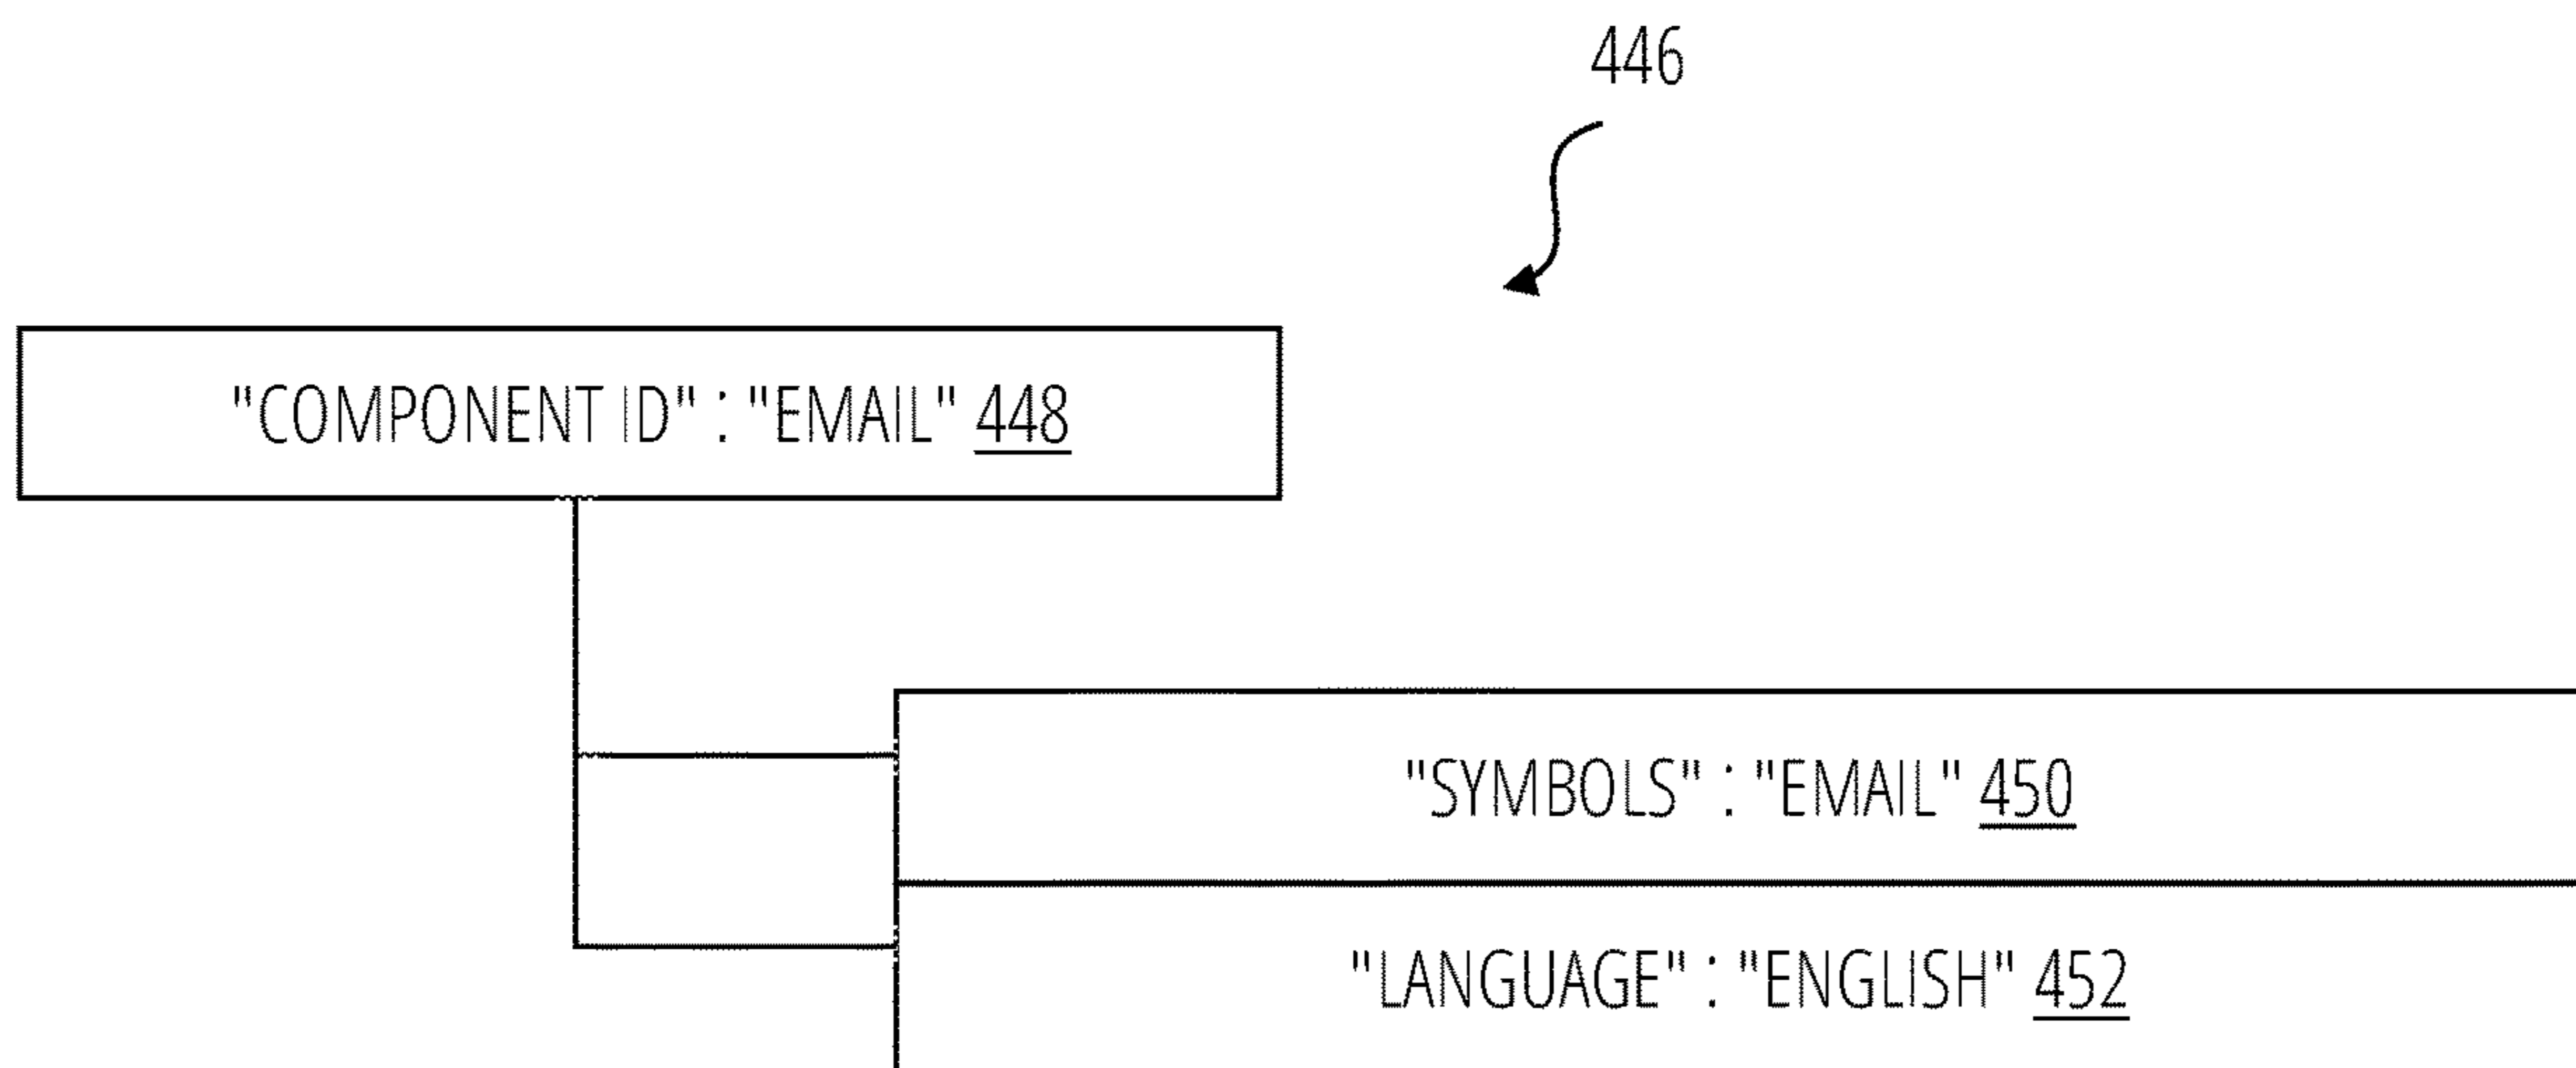 446
"COMPONENT ID" : "EMAIL" 448
"SYMBOLS" : "EMAIL" 450
"LANGUAGE" : "ENGLISH" 452